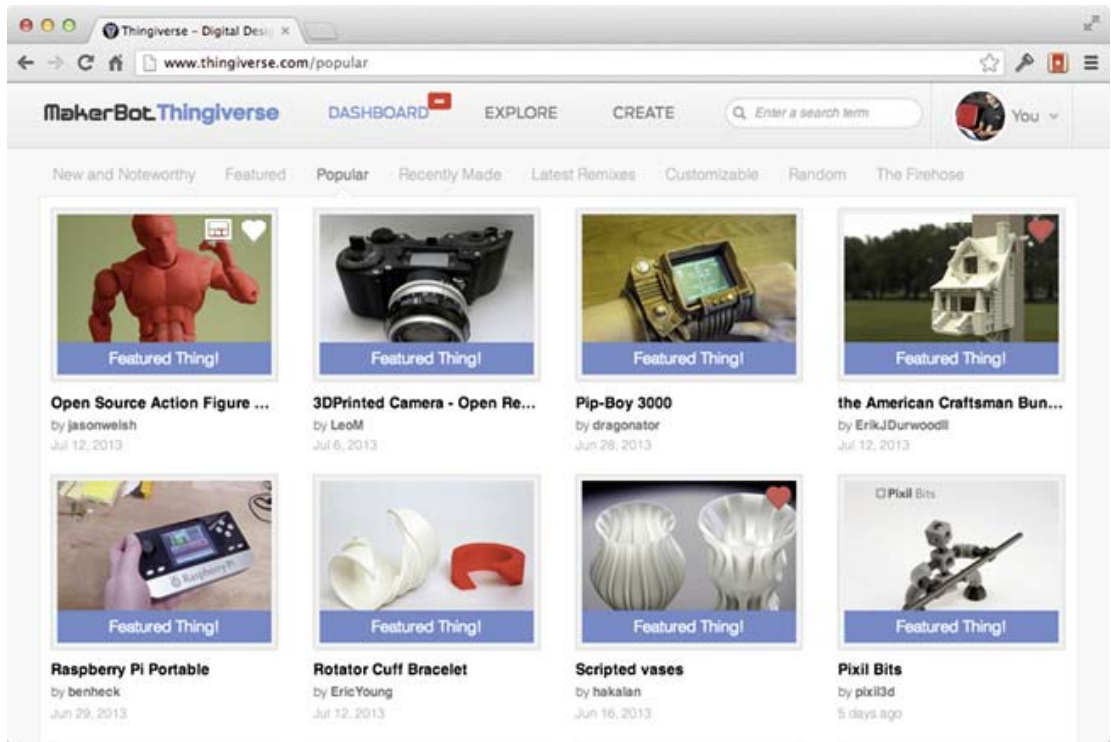 Thingiverse - Digital Desig
www.thingiverse.com/popular
MakerBot.Thingiverse DASHBOARD EXPLORE CREATE Enter a search term You
New and Noteworthy Featured Popular Recently Made Latest Remixes Customizable Random The Firehose
Featured Thing! Featured Thing! Featured Thing! Featured Thing!
Open Source Action Figure ... 3DPrinted Camera - Open Re... Pip-Boy 3000 the American Craftsman Bun...
by jasonwelsh by LeoM by dragonator by ErikJDurwoodII
Jul 12, 2013 Jul 6, 2013 Jun 28, 2013 Jul 12, 2013
Pixil Bits
Raspberry Pi
Featured Thing! Featured Thing! Featured Thing! Featured Thing!
Raspberry Pi Portable Rotator Cuff Bracelet Scripted vases Pixil Bits
by benheck by EricYoung by hakalan by pixil3d
Jun 29, 2013 Jul 12, 2013 Jun 16, 2013 5 days ago